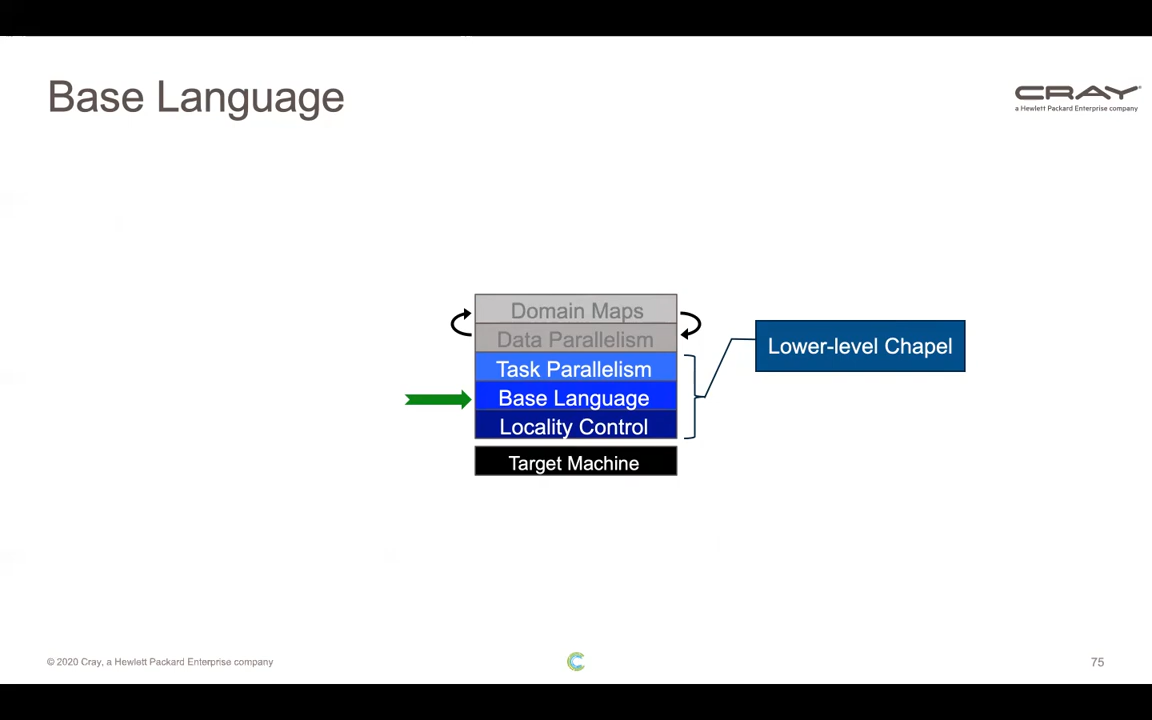 Base Language
CRAY
a Hewlett Packard Enterprise company
Domain Maps
Data Parallelism
Task Parallelism
Lower-level Chapel
Base Language
Locality Control
Target Machine
© 2020 Cray, a Hewlett Packard Enterprise company
75